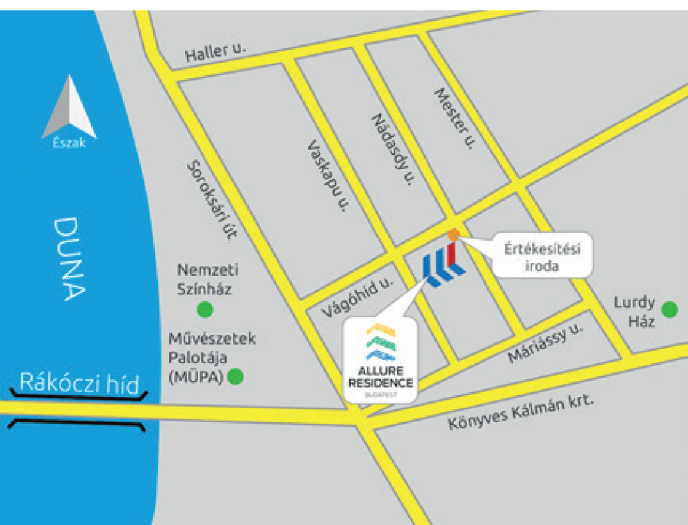 Haller u.
Észak
Mester u.
Nádasdy u.
Vaskapu u.
Soroksári út
DUNA
Értékesítési
iroda
Nemzeti
Színház
Vágóhíd u.
Lurdy
Ház
Művészetek
Palotája
(MŰPA)
Máriássy u.
ALLURE
RESIDENCE
BUDAPEST
Rákóczi híd
Könyves Kálmán krt.